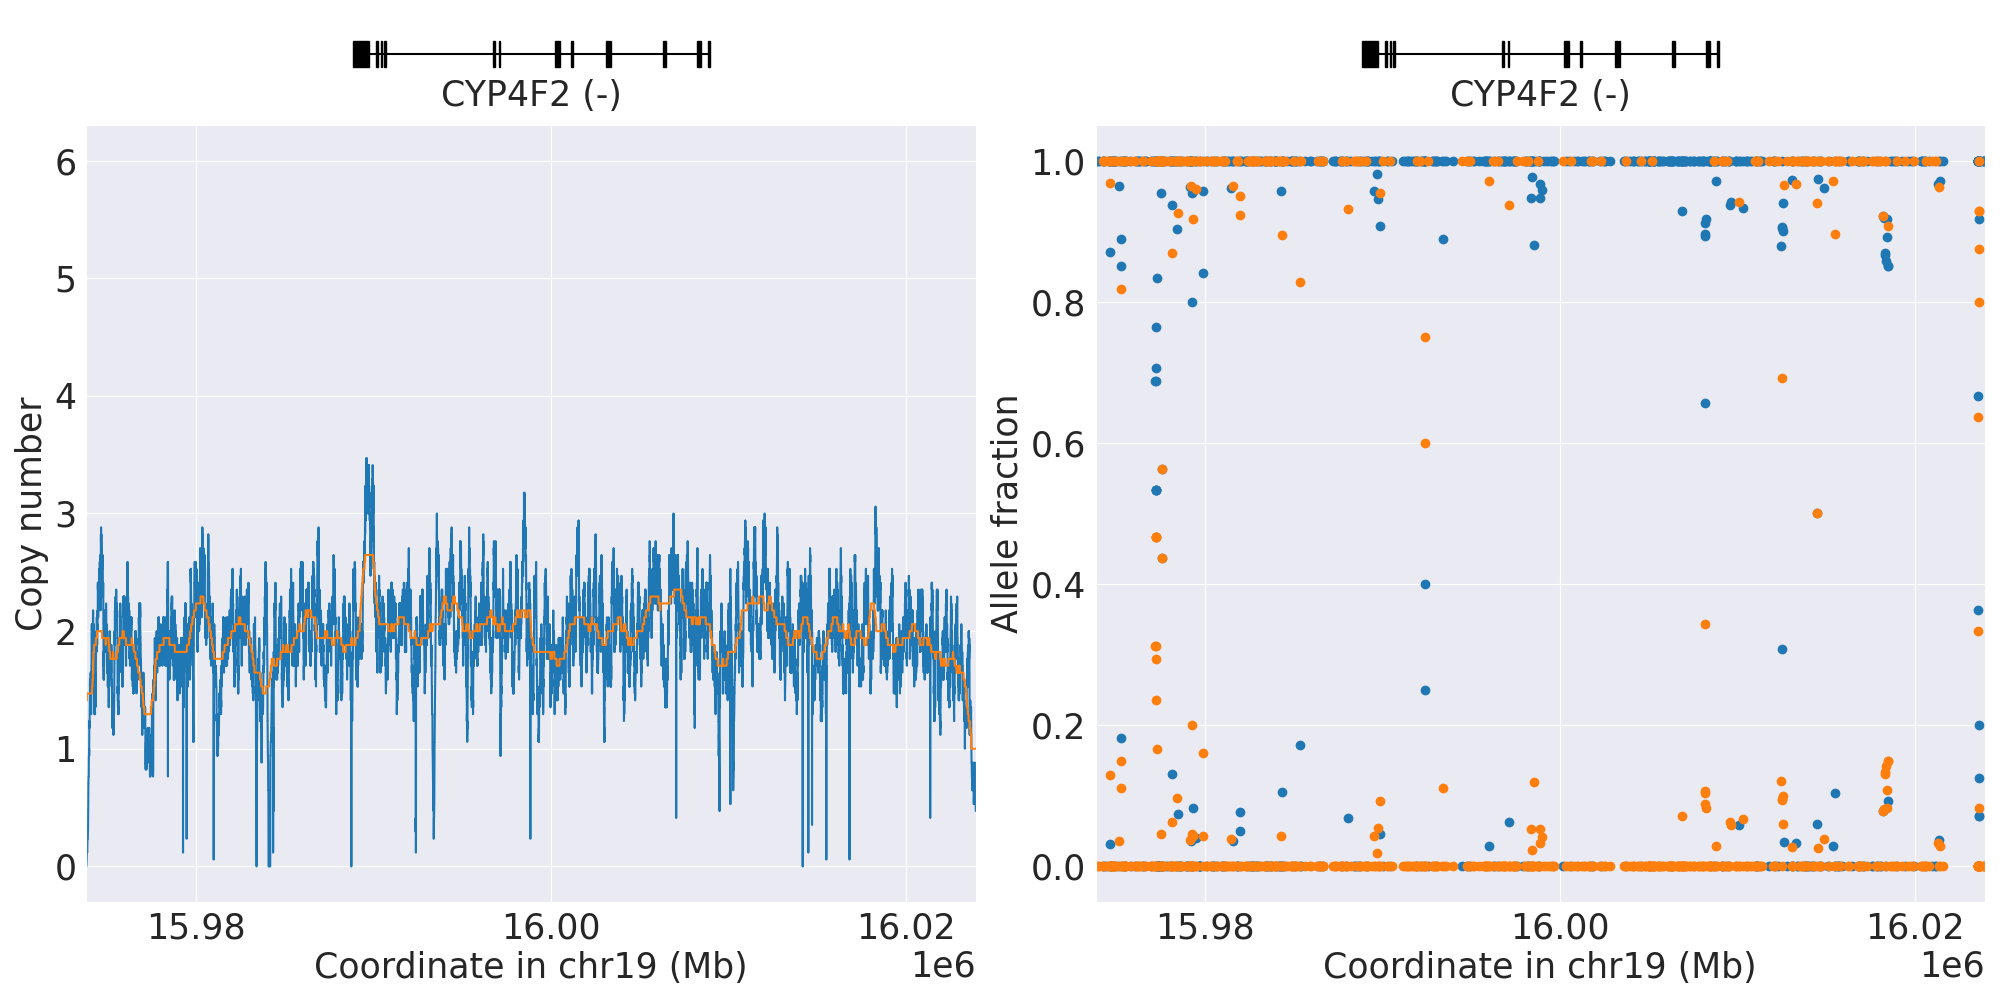 CYP4F2 (-)
6
5
4
3
2
1
0
Copy number
15.98
16.00
16.02
Coordinate in chr19 (Mb)
1e6
CYP4F2 (-)
1.0
0.8
0.6
0.4
0.2
0.0
Allele fraction
15.98
16.00
16.02
Coordinate in chr19 (Mb)
1e6